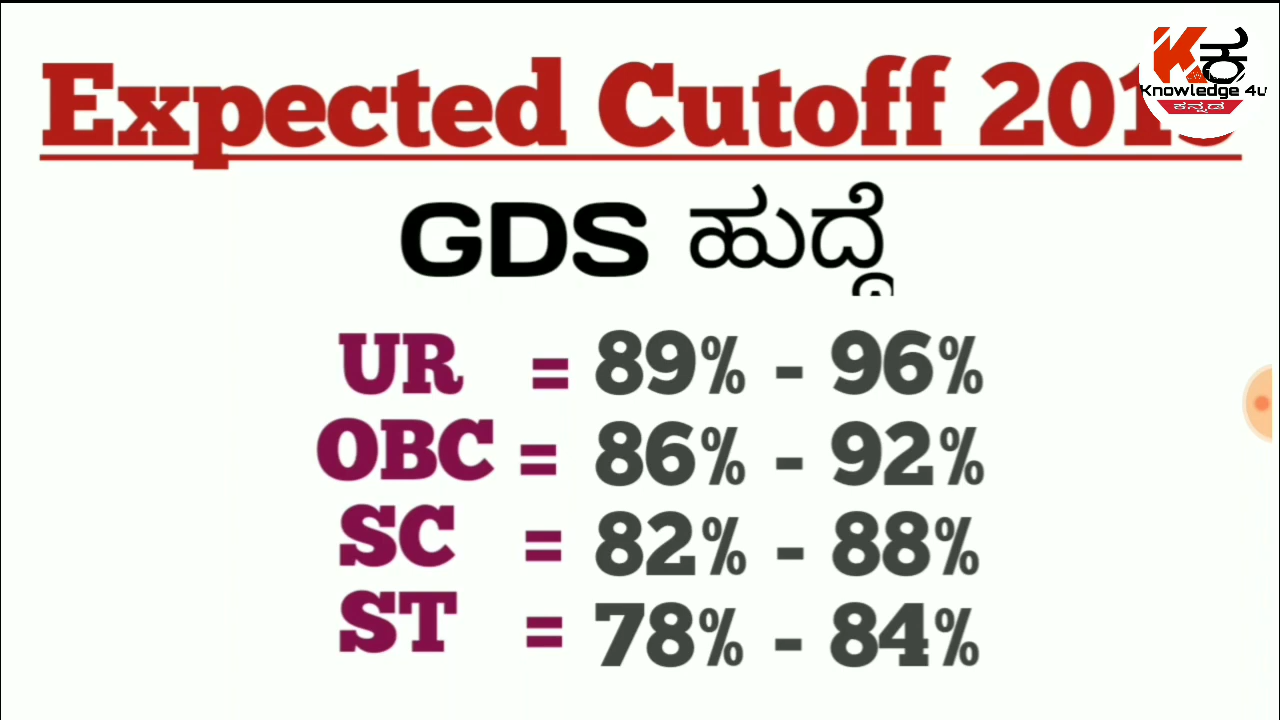 Expected Cutoff 201
Knowledge 4u
ಕನ್ನಡ
GDS ಹುದ್ದೆ
UR = 89% - 96%
OBC = 86% - 92%
SC = 82% - 88%
ST = 78% - 84%